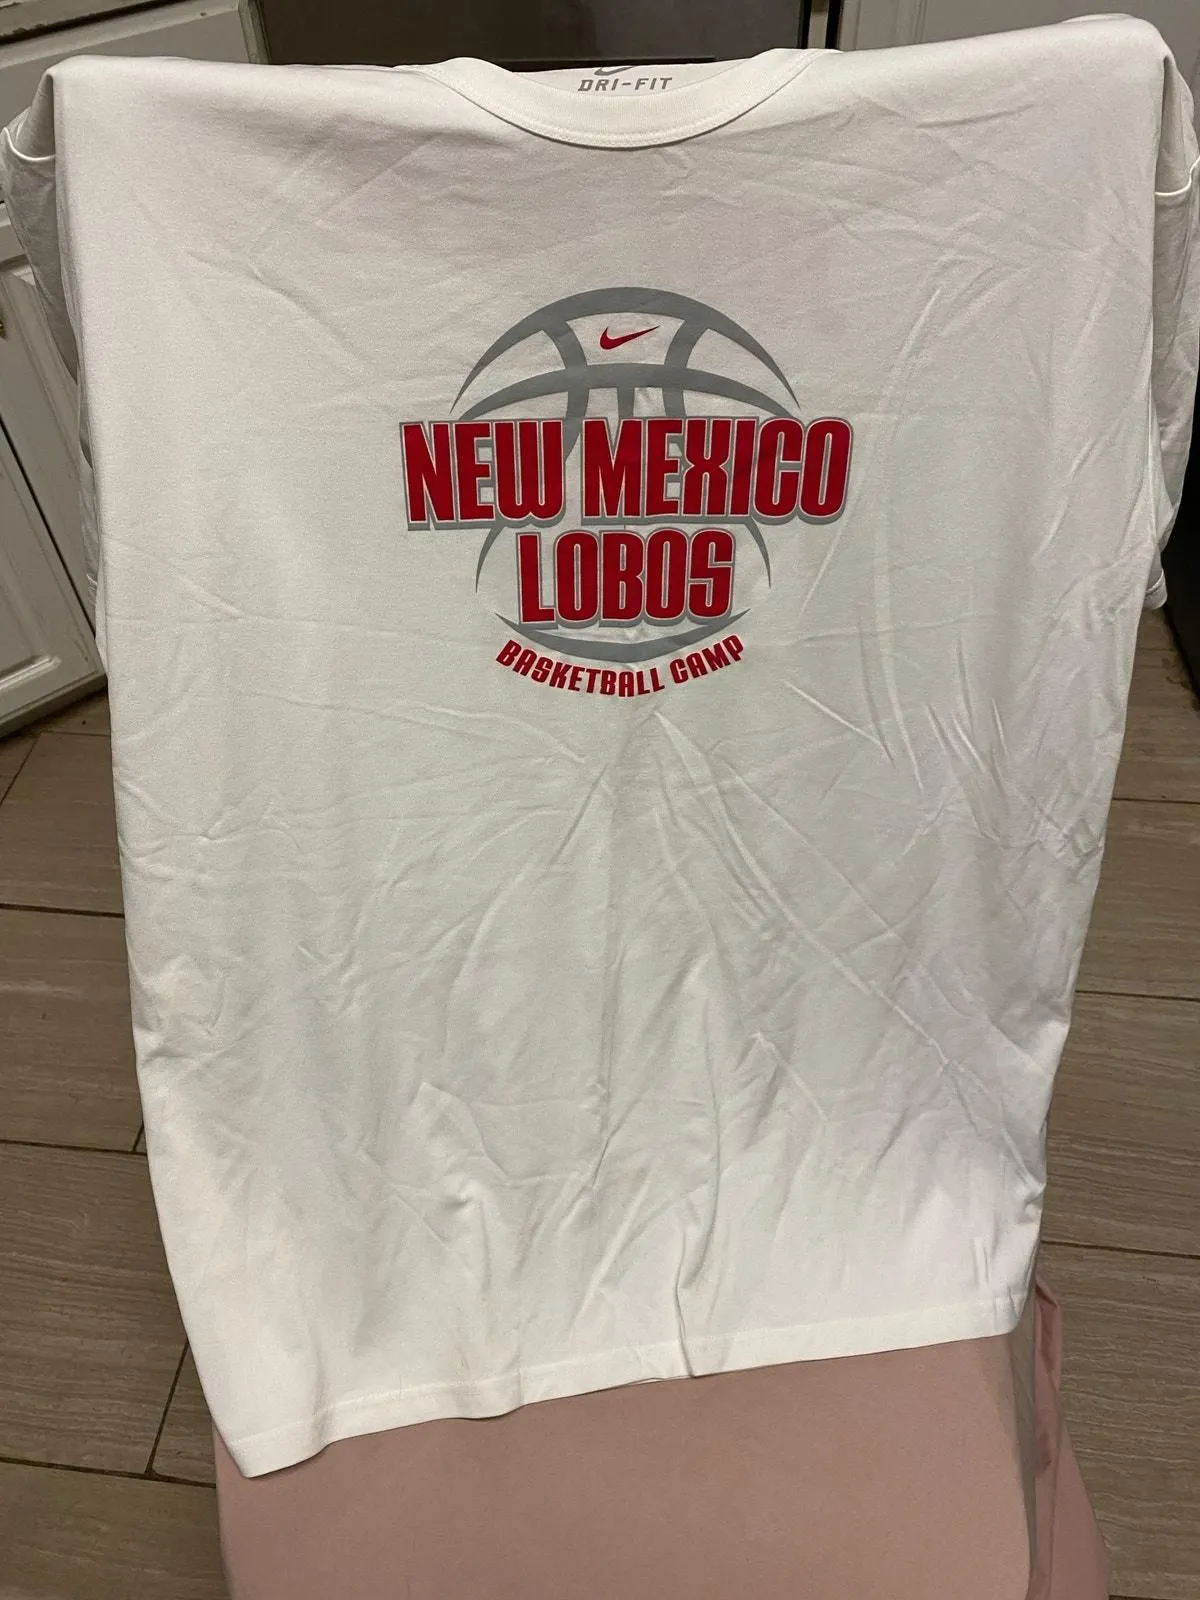 DRI-FIT
NEW MEXICO
LOBOS
BASKETBALL CAMP